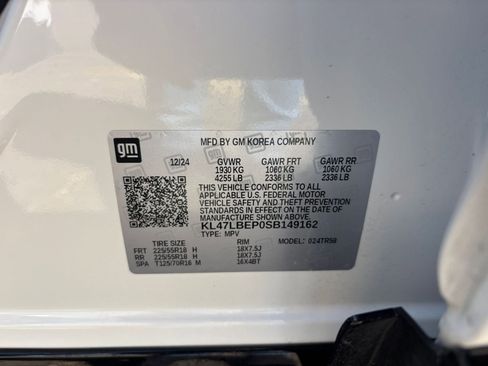 gm
MFD BY GM KOREA COMPANY
12/24 GVWR GAWR FRT GAWR RR
1930 KG 1060 KG 1060 KG
4255 LB 2336 LB 2336 LB
THIS VEHICLE CONFORMS TO ALL
APPLICABLE U.S. FEDERAL MOTOR
VEHICLE SAFETY AND THEFT PREVENTION
STANDARDS IN EFFECT ON THE DATE OF
MANUFACTURE SHOWN ABOVE.
KL47LBEP0SB149162
TYPE: MPV
TIRE SIZE RIM MODEL: 024TR58
FRT 225/55R18 H 18X7.5J
RR 225/55R18 H 18X7.5J
SPA T125/70R16 M 16X4BT